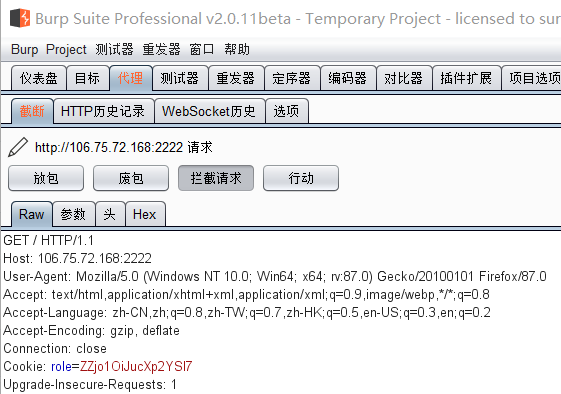 Burp Suite Professional v2.0.11beta - Temporary Project - licensed to sur
Burp Project 测试器 重发器 窗口 帮助
仪表盘 目标 代理 测试器 重发器 定序器 编码器 对比器 插件扩展 项目选项
截断 HTTP历史记录 WebSocket历史 选项
http://106.75.72.168:2222 请求
放包 废包 拦截请求 行动
Raw 参数 头 Hex
GET / HTTP/1.1
Host: 106.75.72.168:2222
User-Agent: Mozilla/5.0 (Windows NT 10.0; Win64; x64; rv:87.0) Gecko/20100101 Firefox/87.0
Accept: text/html,application/xhtml+xml,application/xml;q=0.9,image/webp,*/*;q=0.8
Accept-Language: zh-CN,zh;q=0.8,zh-TW;q=0.7,zh-HK;q=0.5,en-US;q=0.3,en;q=0.2
Accept-Encoding: gzip, deflate
Connection: close
Cookie: role=ZZjo1OiJucXp2YSI7
Upgrade-Insecure-Requests: 1